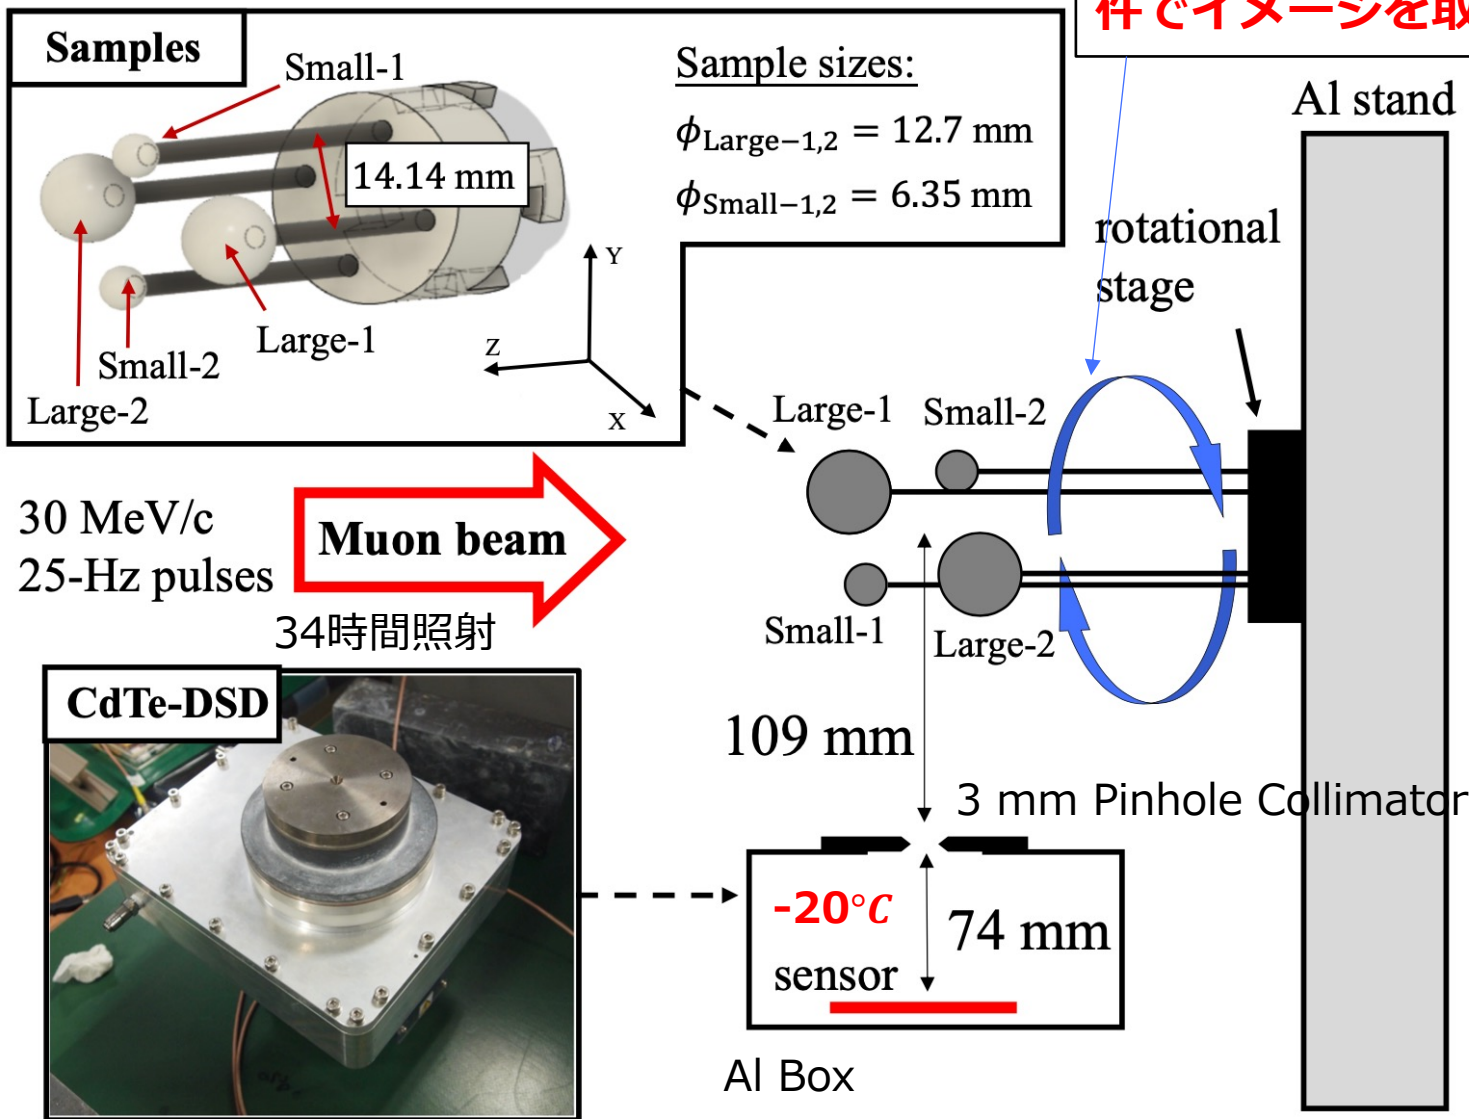 件でイメージを取
Samples
Small-1
Sample sizes:
ϕLarge−1,2 = 12.7 mm
ϕSmall−1,2 = 6.35 mm
14.14 mm
Y
Z
X
Large-1
Small-2
Large-2
Al stand
rotational
stage
Large-1
Small-2
Small-1
Large-2
30 MeV/c
25-Hz pulses
Muon beam
34時間照射
109 mm
3 mm Pinhole Collimator
CdTe-DSD
-20°C
74 mm
sensor
Al Box